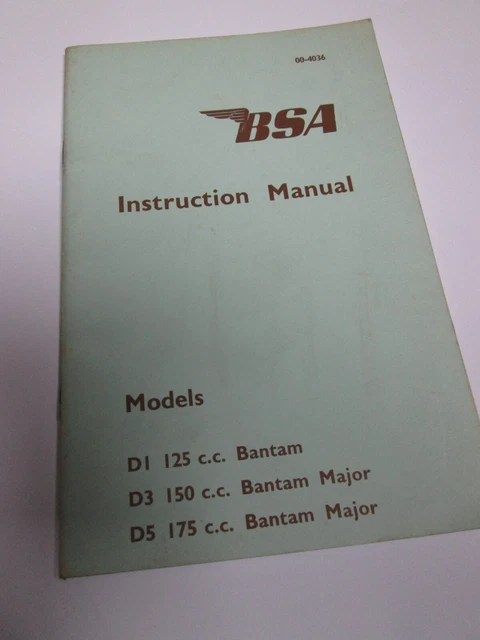 00-4036
BSA
Instruction Manual
Models
D1 125 c.c. Bantam
D3 150 c.c. Bantam Major
D5 175 c.c. Bantam Major